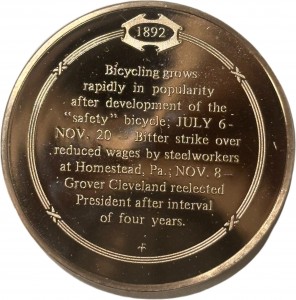 1892
Bicycling grows
rapidly in popularity
after development of the
"safety" bicycle; JULY 6-
NOV. 20—Bitter strike over
reduced wages by steelworkers
at Homestead, Pa.; NOV. 8—
Grover Cleveland reelected
President after interval
of four years.